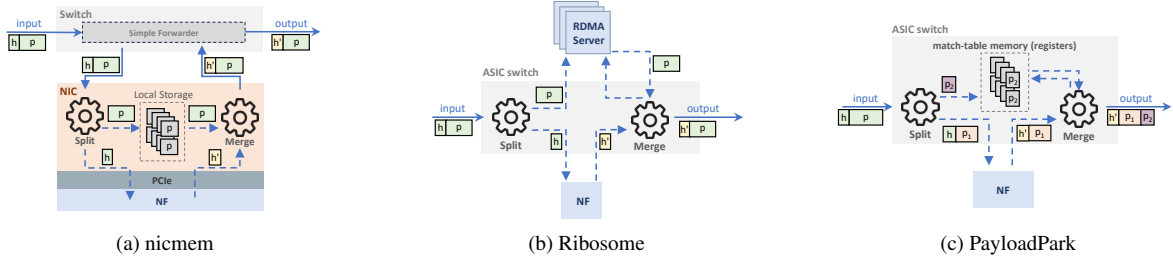 input
Switch
Simple Forwarder
output
h p
h' p
h p
h' p
NIC
Local Storage
p
p
p
p
Split
Merge
h
h'
PCIe
NF
(a) nicmem
RDMA
Server
ASIC switch
p
p
input
output
h p
h' p
Split
Merge
h
h'
NF
(b) Ribosome
ASIC switch
match-table memory (registers)
p₂
p₂
p₂
input
output
h p
h' p₁ p₂
Split
Merge
h p₁
h' p₁
NF
(c) PayloadPark